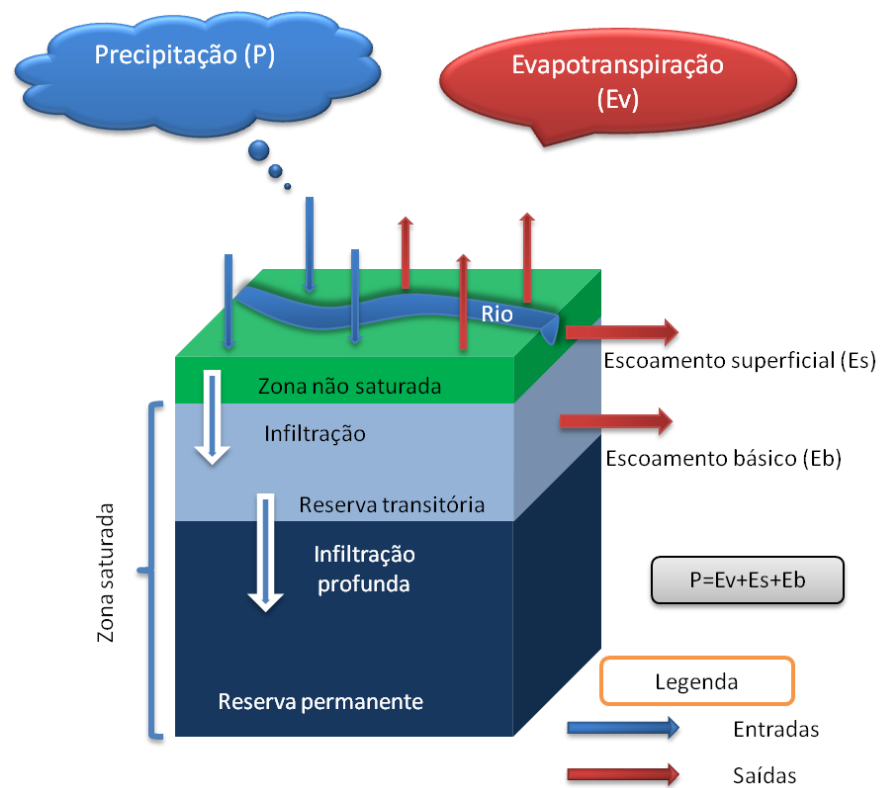 Precipitação (P)
Evapotranspiração
(Ev)
Rio
Escoamento superficial (Es)
Zona não saturada
Infiltração
Escoamento básico (Eb)
Reserva transitória
Zona saturada
Infiltração
profunda
P=Ev+Es+Eb
Reserva permanente
Legenda
Entradas
Saídas